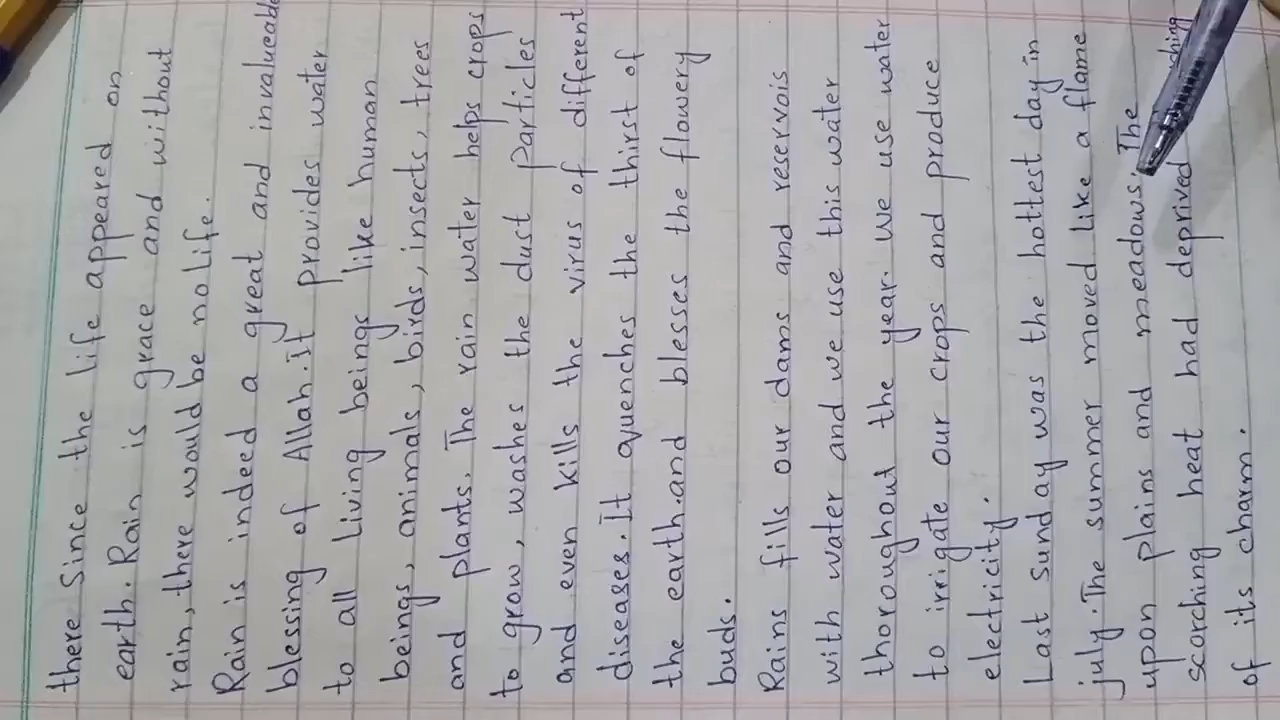 there Since the life appeared on
earth. Rain is grace and without
rain, there would be no life.
Rain is indeed a great and invalueable
blessing of Allah. It provides water
to all living beings like human
beings, animals, birds, insects, trees
and plants. The rain water helps crops
to grow, washes the dust particles
and even kills the virus of different
diseases. It quenches the thirst of
the earth.and blesses the flowery
buds.
Rains fills our dams and reservois
with water and we use this water
thoroughout the year. we use water
to irrigate our crops and produce
electricity.
Last sunday was the hottest day in
july. The summer moved like a flame
upon plains and meadows. The
scorching heat had deprived
of its charm.